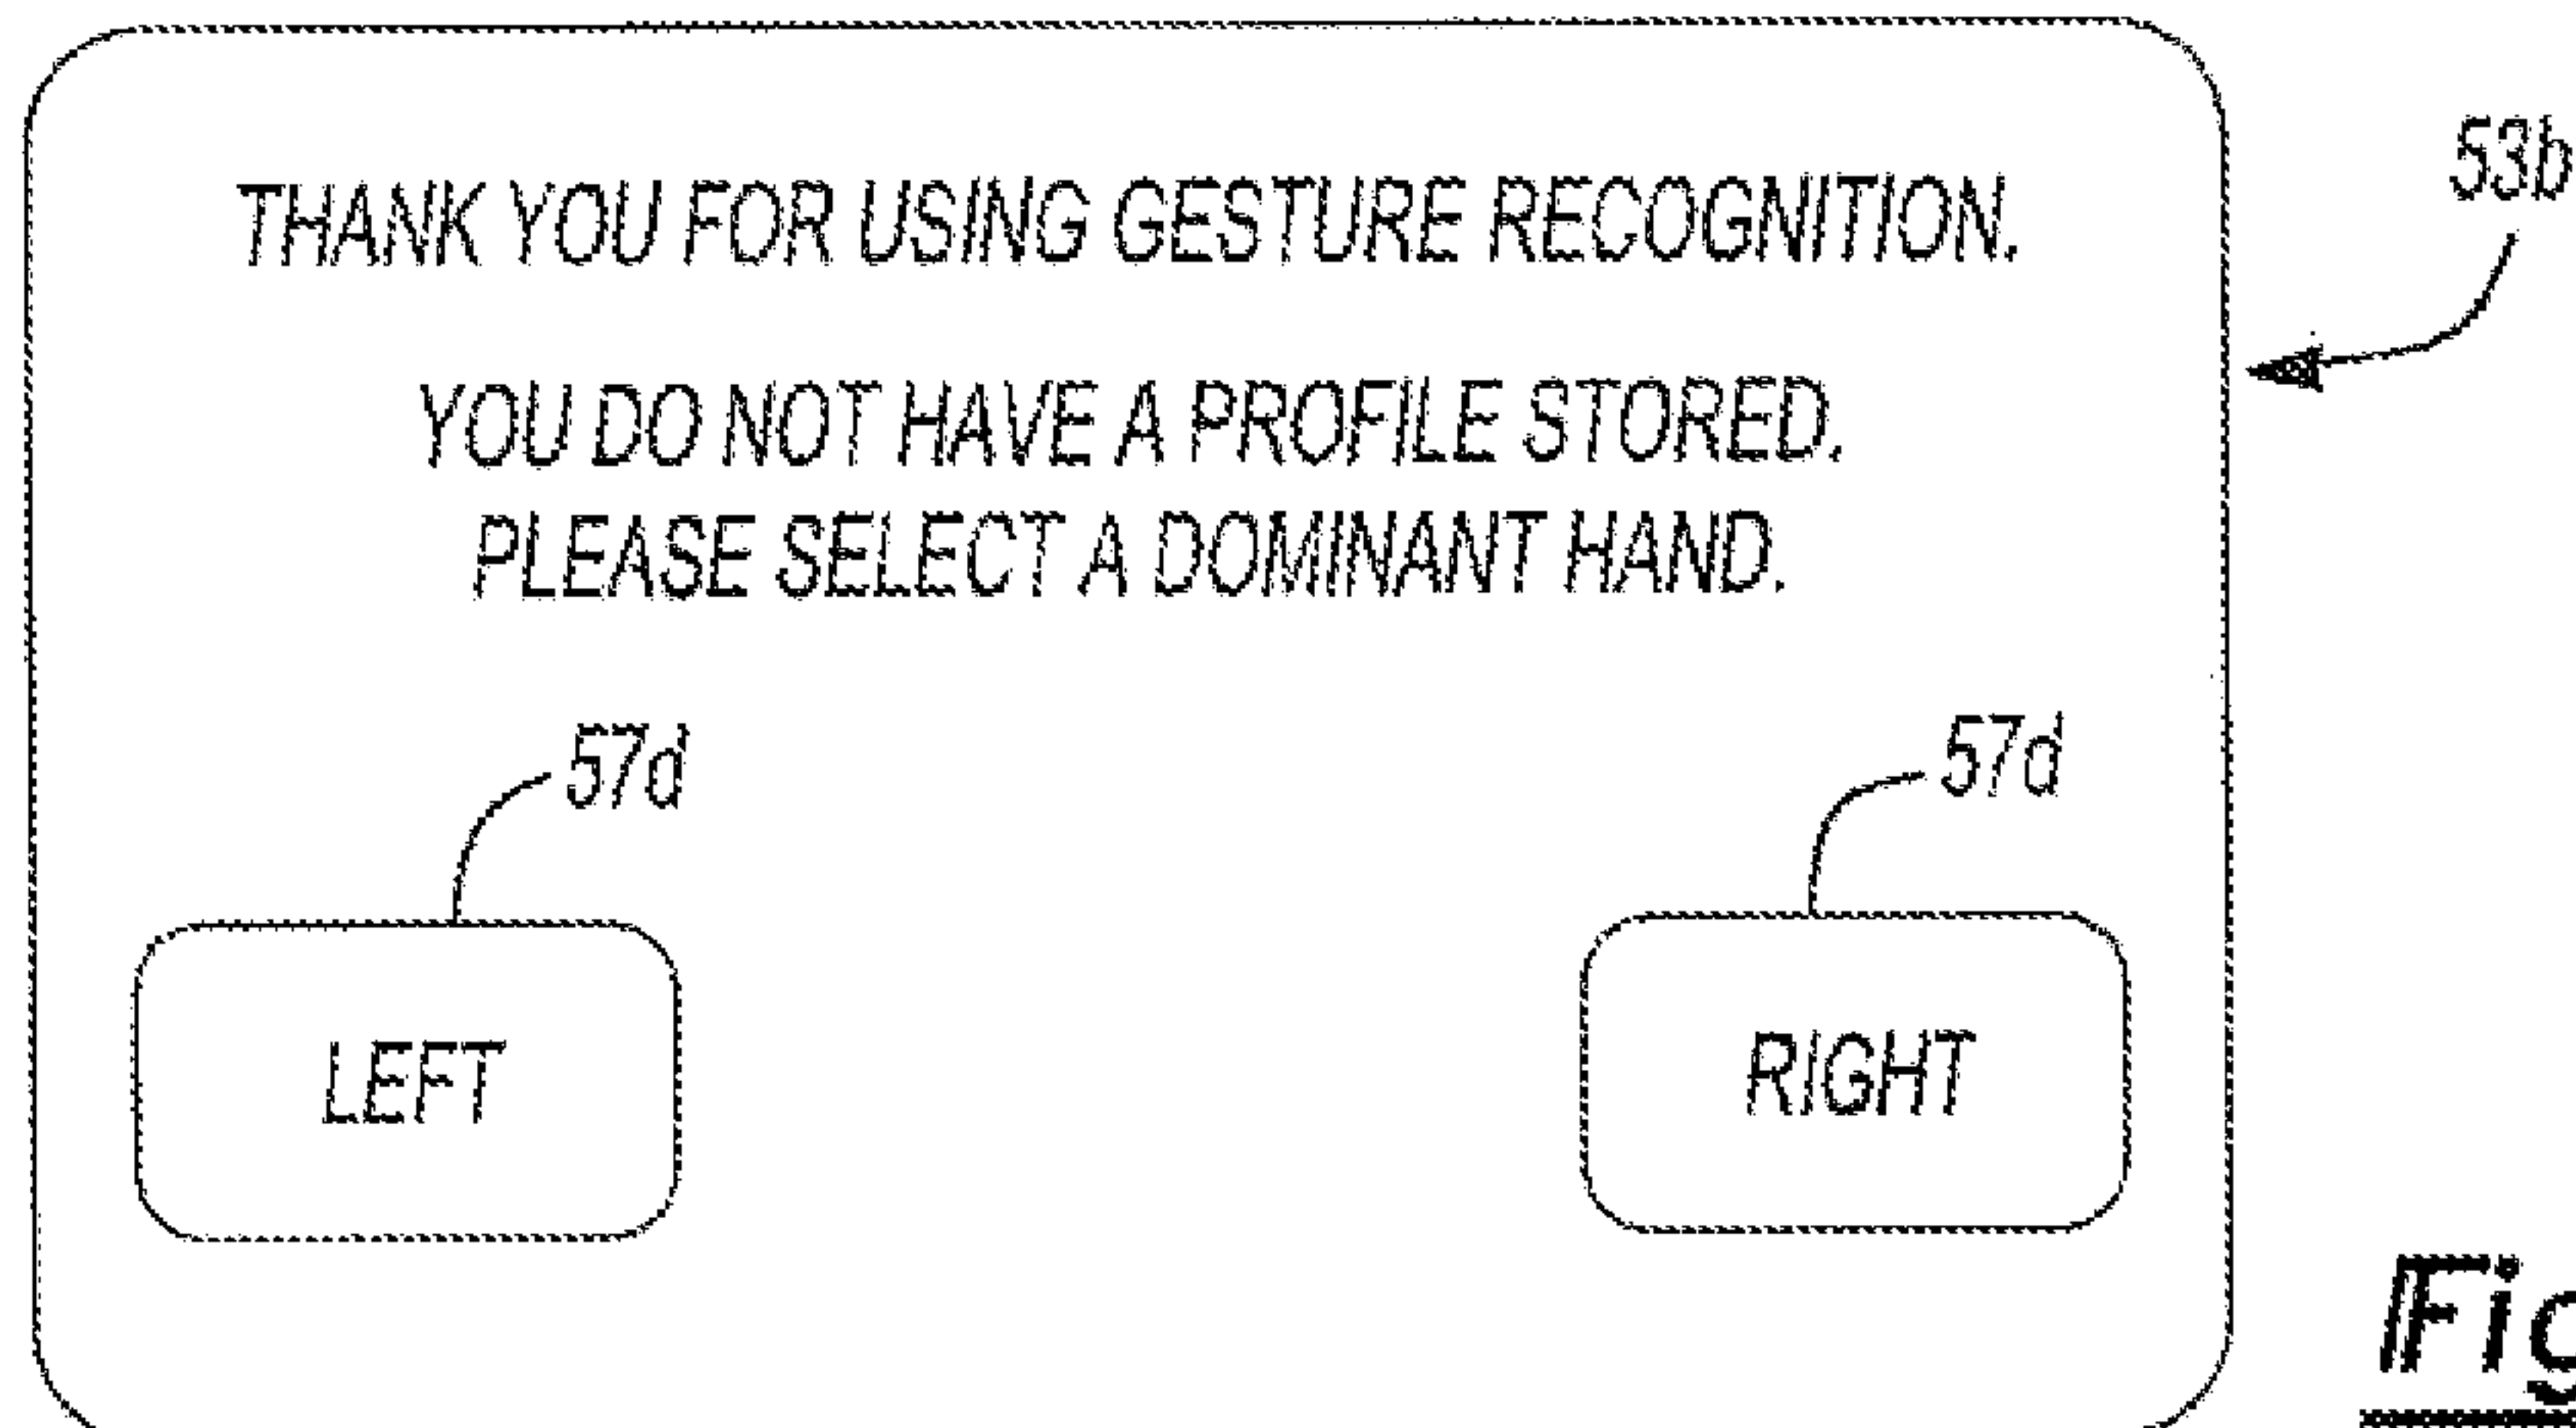 53b
THANK YOU FOR USING GESTURE RECOGNITION.
YOU DO NOT HAVE A PROFILE STORED.
PLEASE SELECT A DOMINANT HAND.
57d 57d
LEFT RIGHT
Fig